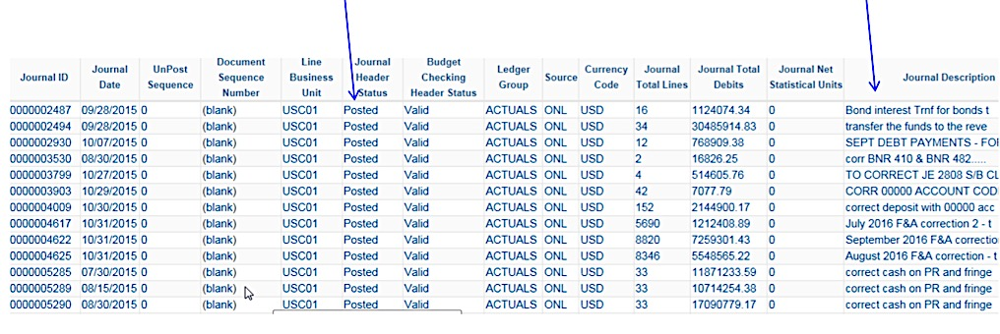 Journal ID Journal Date UnPost Sequence Document Sequence Number Line Business Unit Journal Header Status Budget Checking Header Status Ledger Group Source Currency Code Journal Total Lines Journal Total Debits Journal Net Statistical Units Journal Description
0000002487 09/28/2015 0 (blank) USC01 Posted Valid ACTUALS ONL USD 16 1124074.34 0 Bond interest Trnf for bonds t
0000002494 09/28/2015 0 (blank) USC01 Posted Valid ACTUALS ONL USD 34 30485914.83 0 transfer the funds to the reve
0000002930 10/07/2015 0 (blank) USC01 Posted Valid ACTUALS ONL USD 12 768909.38 0 SEPT DEBT PAYMENTS - FOR
0000003530 08/30/2015 0 (blank) USC01 Posted Valid ACTUALS ONL USD 2 16826.25 0 corr BNR 410 & BNR 482.....
0000003799 10/27/2015 0 (blank) USC01 Posted Valid ACTUALS ONL USD 4 514605.76 0 TO CORRECT JE 2808 S/B CL
0000003903 10/29/2015 0 (blank) USC01 Posted Valid ACTUALS ONL USD 42 7077.79 0 CORR 00000 ACCOUNT COD
0000004009 10/30/2015 0 (blank) USC01 Posted Valid ACTUALS ONL USD 152 2144900.17 0 correct deposit with 00000 acc
0000004617 10/31/2015 0 (blank) USC01 Posted Valid ACTUALS ONL USD 5690 1212408.89 0 July 2016 F&A correction 2 - t
0000004622 10/31/2015 0 (blank) USC01 Posted Valid ACTUALS ONL USD 8820 7259301.43 0 September 2016 F&A correctio
0000004625 10/31/2015 0 (blank) USC01 Posted Valid ACTUALS ONL USD 8346 5548565.22 0 August 2016 F&A correction - t
0000005285 07/30/2015 0 (blank) USC01 Posted Valid ACTUALS ONL USD 33 11871233.59 0 correct cash on PR and fringe
0000005289 08/15/2015 0 (blank) USC01 Posted Valid ACTUALS ONL USD 33 10714254.38 0 correct cash on PR and fringe
0000005290 08/30/2015 0 (blank) USC01 Posted Valid ACTUALS ONL USD 33 17090779.17 0 correct cash on PR and fringe